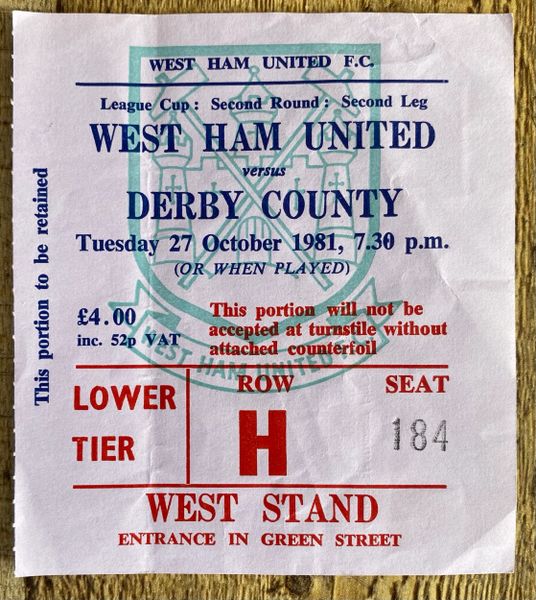 WEST HAM UNITED F.C.
League Cup: Second Round: Second Leg
WEST HAM UNITED
versus
DERBY COUNTY
Tuesday 27 October 1981, 7.30 p.m.
(OR WHEN PLAYED)
This portion to be retained
£4.00
inc. 52p VAT
This portion will not be
accepted at turnstile without
attached counterfoil
WEST HAM UNITED F.C.
LOWER
TIER
ROW
H
SEAT
184
WEST STAND
ENTRANCE IN GREEN STREET